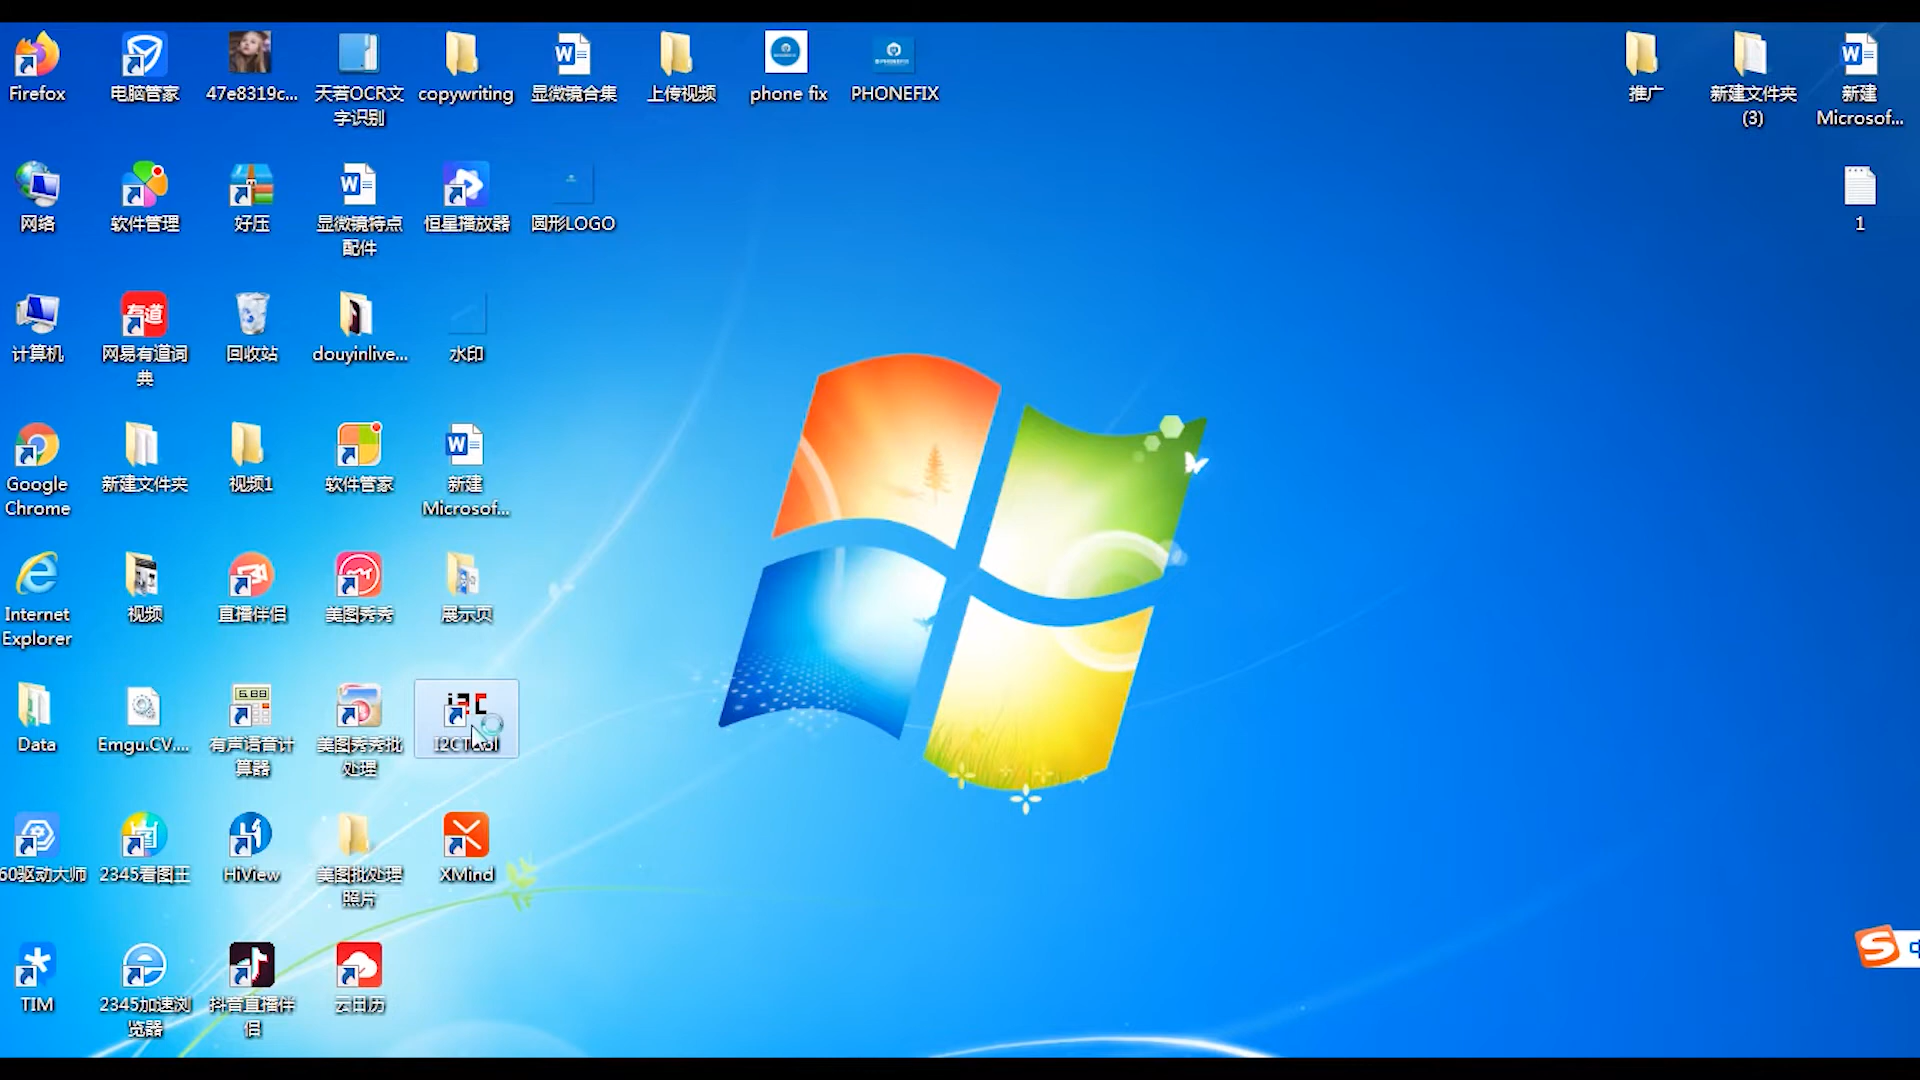 Firefox
电脑管家
47e8319c...
天若OCR文
字识别
copywriting
显微镜合集
上传视频
phone fix
PHONEFIX
推广
新建文件夹
(3)
新建
Microsof...
网络
软件管理
好压
显微镜特点
配件
恒星播放器
圆形LOGO
1
计算机
有道
网易有道词
典
回收站
douyinlive...
水印
Google
Chrome
新建文件夹
视频1
软件管家
新建
Microsof...
Internet
Explorer
视频
直播伴侣
美图秀秀
展示页
Data
Emgu.CV....
有声语音计
算器
美图秀秀批
处理
60驱动大师
2345看图王
HiView
美图批处理
照片
XMind
TIM
2345加速浏
览器
抖音直播伴
侣
云日历